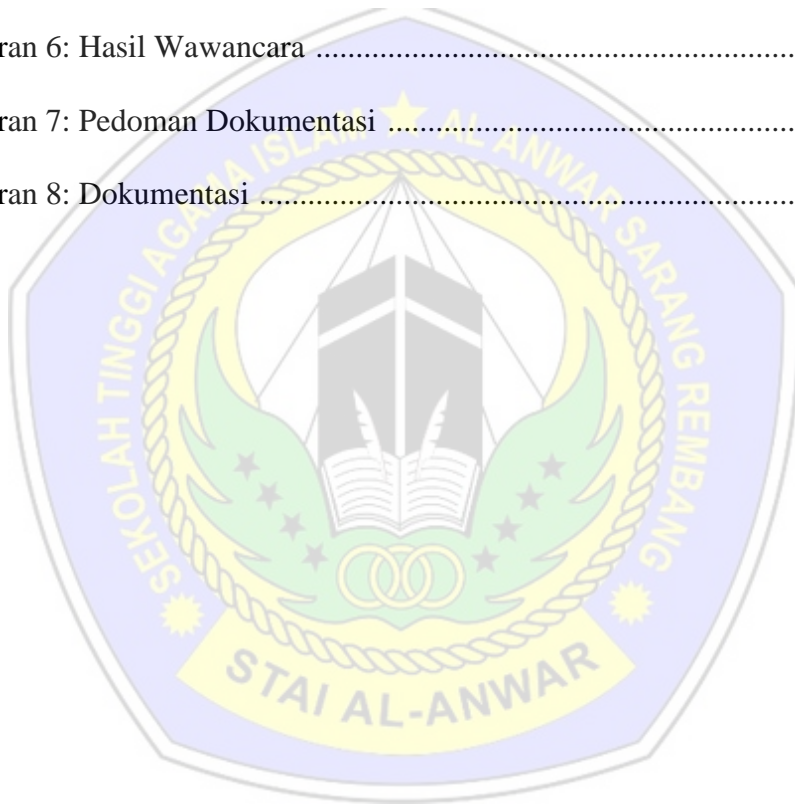 ran 6: Hasil Wawancara ................................................................
ran 7: Pedoman Dokumentasi .......................................................
ran 8: Dokumentasi .......................................................................
SEKOLAH TINGGI AGAMA ISLAM ★ AL ANWAR SARANG REMBANG
STAI AL-ANWAR